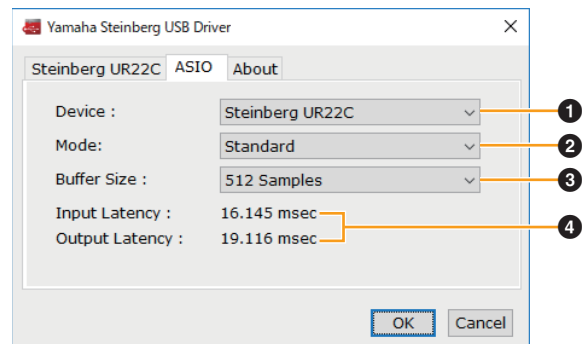 Yamaha Steinberg USB Driver
Steinberg UR22C ASIO About
Device : Steinberg UR22C 1
Mode: Standard 2
Buffer Size : 512 Samples 3
Input Latency : 16.145 msec
4
Output Latency : 19.116 msec
OK Cancel